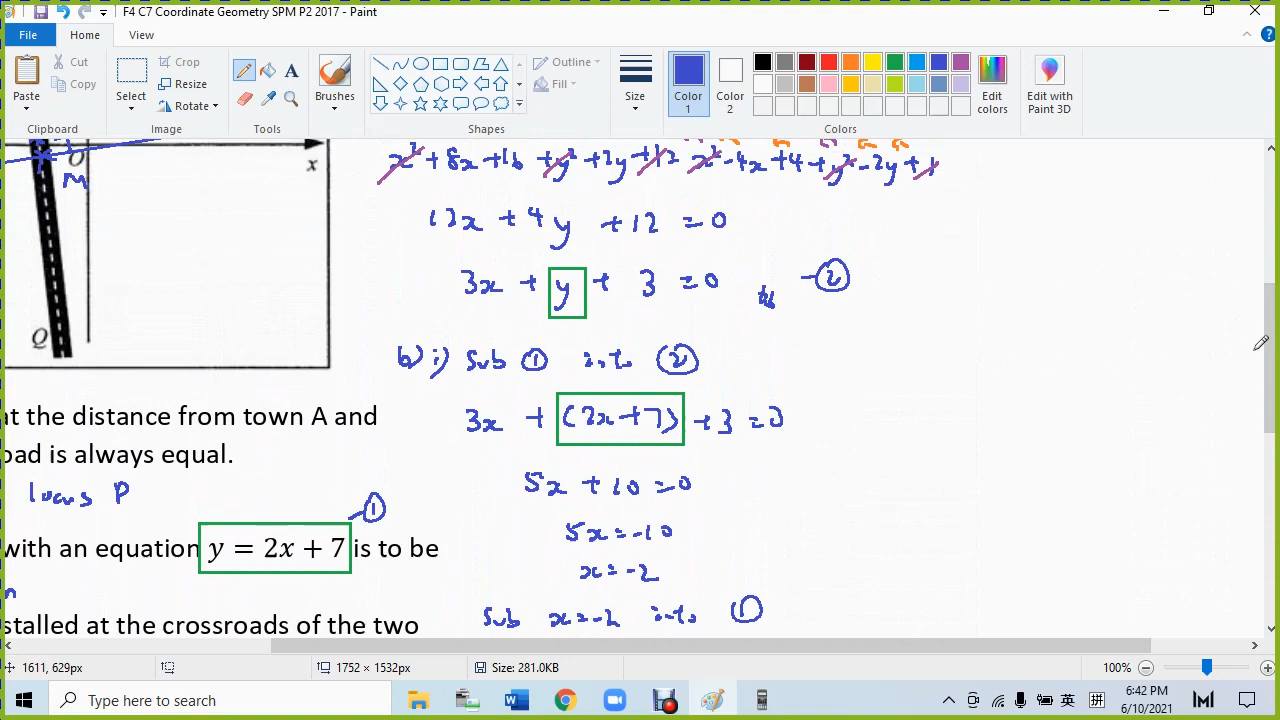 F4 C7 Coordinate Geometry SPM P2 2017 - Paint
File Home View
Paste
Cut
Copy
Clipboard
Select
Crop
Resize
Rotate
Image
Tools
Brushes
Outline
Fill
Shapes
Size
Color 1
Color 2
Edit colors
Colors
Edit with Paint 3D
O
x
M
Q
x² + 8x + 16 + y² + 2y + 1 = x² - 4x + 4 + y² - 2y + 1
12x + 4y + 12 = 0
3x + y + 3 = 0 - ②
b) i) Sub ① into ②
3x + (2x + 7) + 3 = 0
5x + 10 = 0
5x = -10
x = -2
Sub x = -2 into ①
at the distance from town A and
oad is always equal.
locus P
①
with an equation y = 2x + 7 is to be
stalled at the crossroads of the two
1611, 629px
1752 × 1532px
Size: 281.0KB
100%
Type here to search
英
拼
6:42 PM
6/10/2021